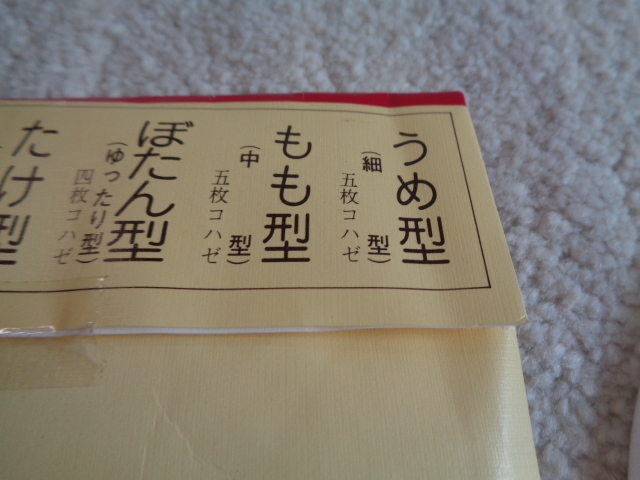 うめ型
(細型)
五枚コハゼ
もも型
(中型)
五枚コハゼ
ぼたん型
(ゆったり型)
四枚コハゼ
たけ型